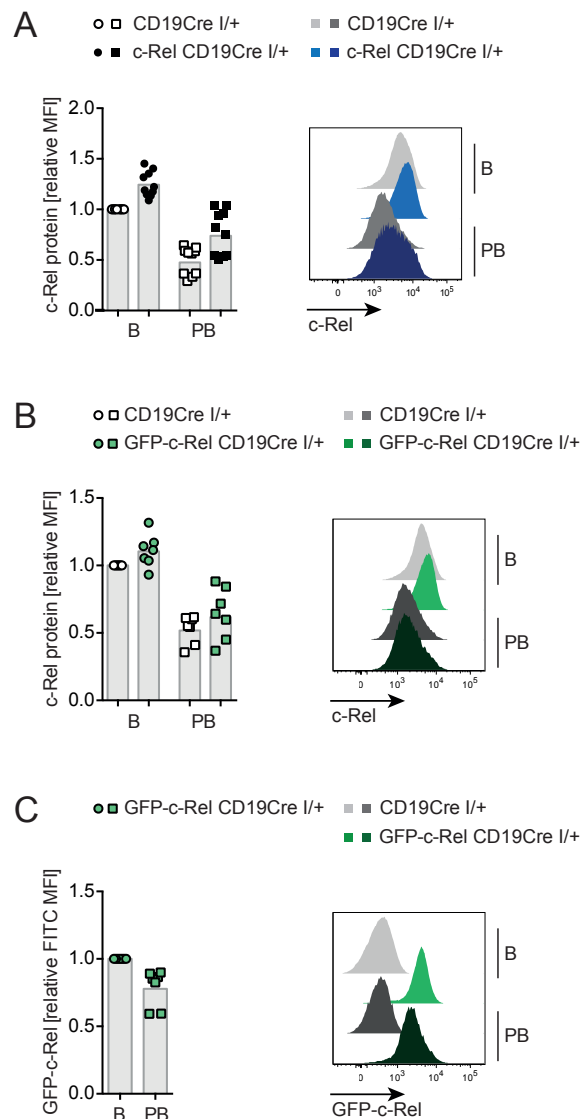 A
CD19Cre I/+
CD19Cre I/+
c-Rel CD19Cre I/+
c-Rel CD19Cre I/+
c-Rel protein [relative MFI]
2.0
1.5
1.0
0.5
0.0
B
PB
B
PB
0
10³
10⁴
10⁵
c-Rel
B
CD19Cre I/+
CD19Cre I/+
GFP-c-Rel CD19Cre I/+
GFP-c-Rel CD19Cre I/+
c-Rel protein [relative MFI]
1.5
1.0
0.5
0.0
B
PB
B
PB
0
10³
10⁴
10⁵
c-Rel
C
GFP-c-Rel CD19Cre I/+
CD19Cre I/+
GFP-c-Rel CD19Cre I/+
GFP-c-Rel [relative FITC MFI]
1.5
1.0
0.5
0.0
B
PB
B
PB
0
10³
10⁴
10⁵
GFP-c-Rel